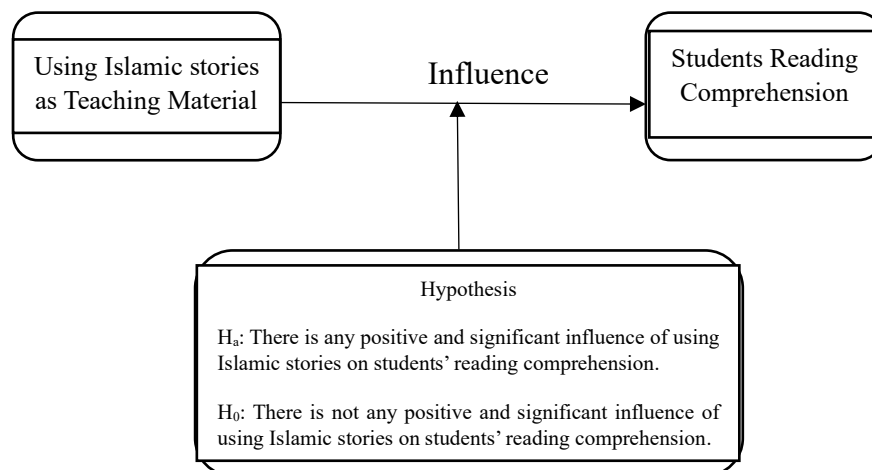 Using Islamic stories
as Teaching Material
Influence
Students Reading
Comprehension
Hypothesis
Hₐ: There is any positive and significant influence of using
Islamic stories on students’ reading comprehension.
H₀: There is not any positive and significant influence of
using Islamic stories on students’ reading comprehension.